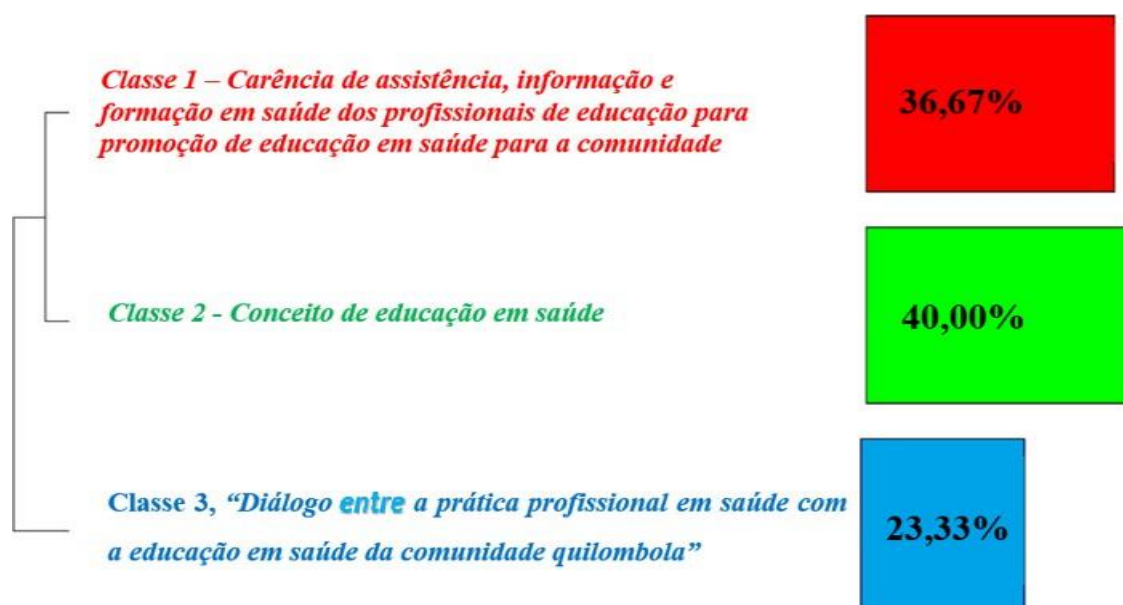 Classe 1 – Carência de assistência, informação e
formação em saúde dos profissionais de educação para
promoção de educação em saúde para a comunidade
36,67%
Classe 2 - Conceito de educação em saúde
40,00%
Classe 3, “Diálogo entre a prática profissional em saúde com
a educação em saúde da comunidade quilombola”
23,33%